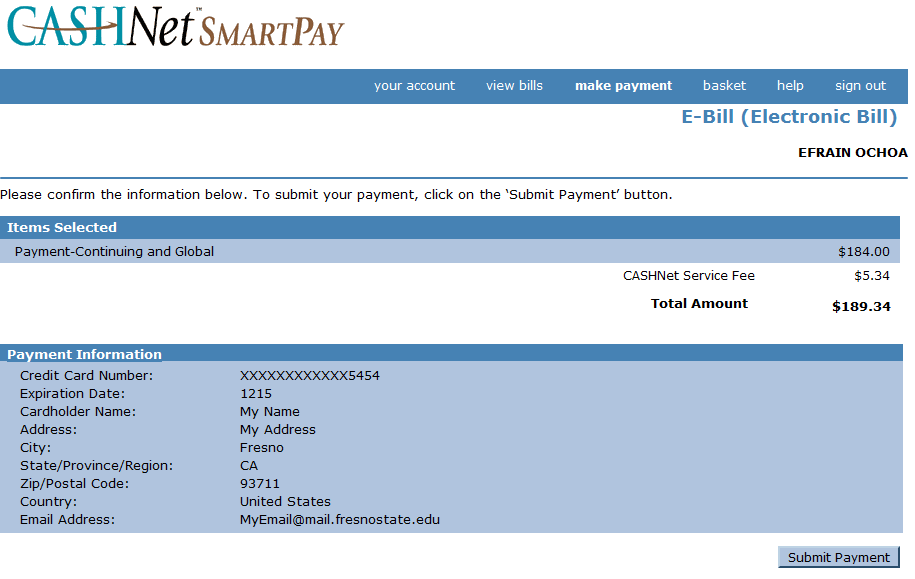 CASHNet™ SMARTPAY
your account view bills make payment basket help sign out
E-Bill (Electronic Bill)
EFRAIN OCHOA
Please confirm the information below. To submit your payment, click on the ‘Submit Payment’ button.
Items Selected
Payment-Continuing and Global $184.00
CASHNet Service Fee $5.34
Total Amount $189.34
Payment Information
Credit Card Number: XXXXXXXXXXXX5454
Expiration Date: 1215
Cardholder Name: My Name
Address: My Address
City: Fresno
State/Province/Region: CA
Zip/Postal Code: 93711
Country: United States
Email Address: MyEmail@mail.fresnostate.edu
Submit Payment